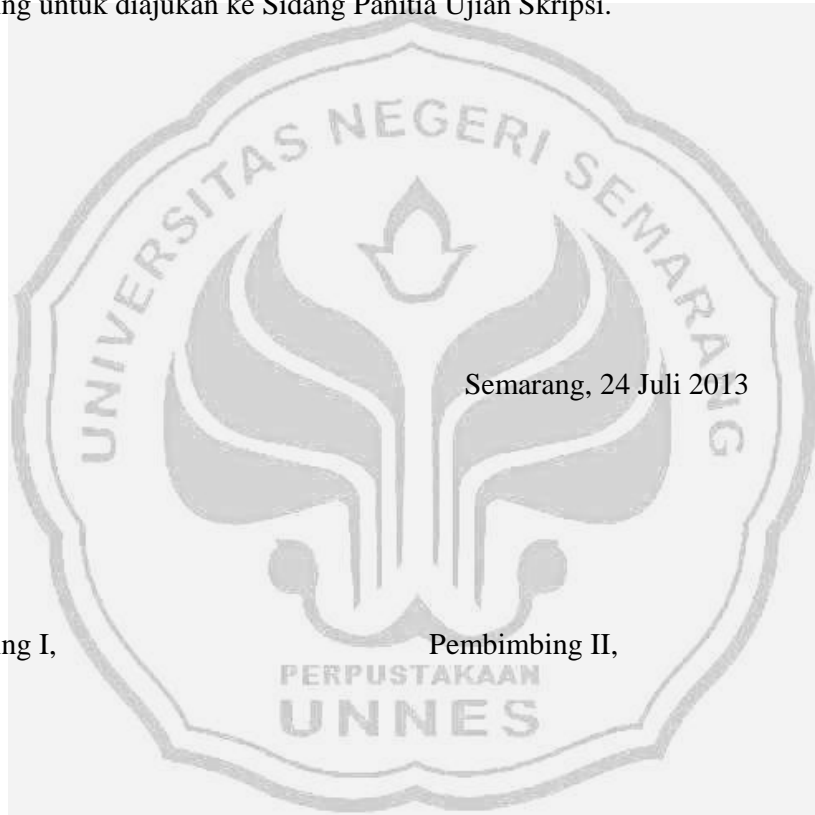 ng untuk diajukan ke Sidang Panitia Ujian Skripsi.
UNIVERSITAS NEGERI SEMARANG
Semarang, 24 Juli 2013
ng I, Pembimbing II,
PERPUSTAKAAN
UNNES